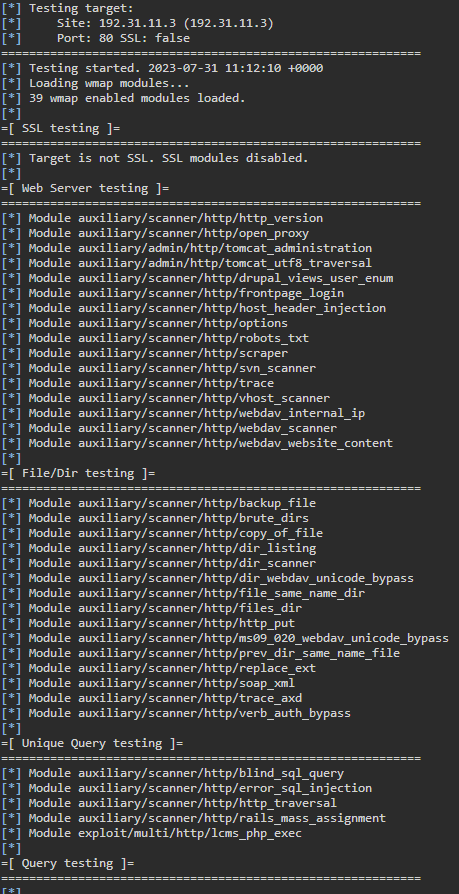 [*] Testing target:
[*]     Site: 192.31.11.3 (192.31.11.3)
[*]     Port: 80 SSL: false
============================================================
[*] Testing started. 2023-07-31 11:12:10 +0000
[*] Loading wmap modules...
[*] 39 wmap enabled modules loaded.
[*]
=[ SSL testing ]=
============================================================
[*] Target is not SSL. SSL modules disabled.
[*]
=[ Web Server testing ]=
============================================================
[*] Module auxiliary/scanner/http/http_version
[*] Module auxiliary/scanner/http/open_proxy
[*] Module auxiliary/admin/http/tomcat_administration
[*] Module auxiliary/admin/http/tomcat_utf8_traversal
[*] Module auxiliary/scanner/http/drupal_views_user_enum
[*] Module auxiliary/scanner/http/frontpage_login
[*] Module auxiliary/scanner/http/host_header_injection
[*] Module auxiliary/scanner/http/options
[*] Module auxiliary/scanner/http/robots_txt
[*] Module auxiliary/scanner/http/scraper
[*] Module auxiliary/scanner/http/svn_scanner
[*] Module auxiliary/scanner/http/trace
[*] Module auxiliary/scanner/http/vhost_scanner
[*] Module auxiliary/scanner/http/webdav_internal_ip
[*] Module auxiliary/scanner/http/webdav_scanner
[*] Module auxiliary/scanner/http/webdav_website_content
[*]
=[ File/Dir testing ]=
============================================================
[*] Module auxiliary/scanner/http/backup_file
[*] Module auxiliary/scanner/http/brute_dirs
[*] Module auxiliary/scanner/http/copy_of_file
[*] Module auxiliary/scanner/http/dir_listing
[*] Module auxiliary/scanner/http/dir_scanner
[*] Module auxiliary/scanner/http/dir_webdav_unicode_bypass
[*] Module auxiliary/scanner/http/file_same_name_dir
[*] Module auxiliary/scanner/http/files_dir
[*] Module auxiliary/scanner/http/http_put
[*] Module auxiliary/scanner/http/ms09_020_webdav_unicode_bypass
[*] Module auxiliary/scanner/http/prev_dir_same_name_file
[*] Module auxiliary/scanner/http/replace_ext
[*] Module auxiliary/scanner/http/soap_xml
[*] Module auxiliary/scanner/http/trace_axd
[*] Module auxiliary/scanner/http/verb_auth_bypass
[*]
=[ Unique Query testing ]=
============================================================
[*] Module auxiliary/scanner/http/blind_sql_query
[*] Module auxiliary/scanner/http/error_sql_injection
[*] Module auxiliary/scanner/http/http_traversal
[*] Module auxiliary/scanner/http/rails_mass_assignment
[*] Module exploit/multi/http/lcms_php_exec
[*]
=[ Query testing ]=
============================================================
[*]